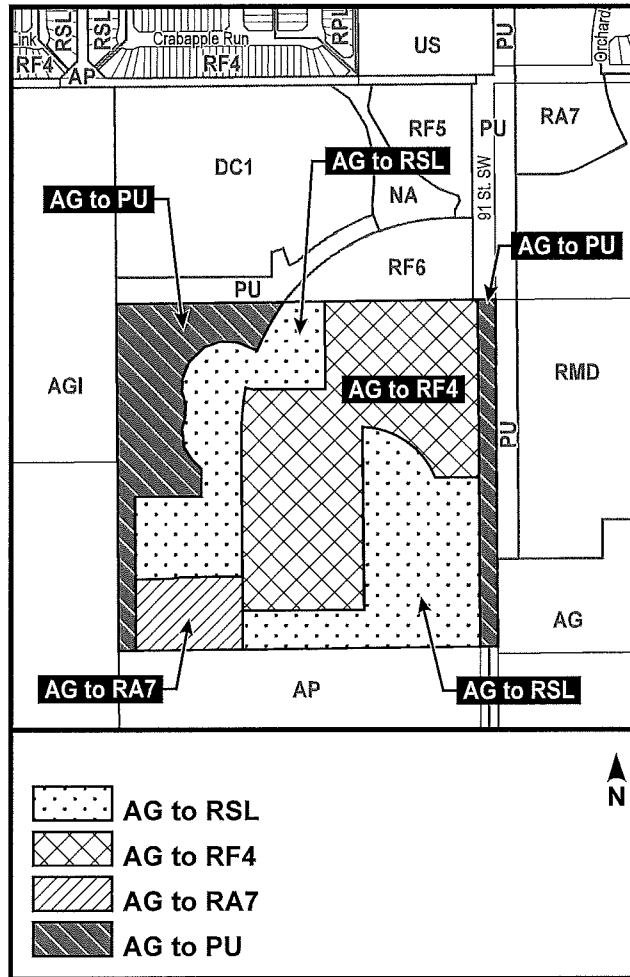 Link
RSL
RSL
Crabapple Run
RPL
RF4
AP
RF4
US
PU
Orchard
DC1
RF5
PU
RA7
AG to RSL
AG to PU
NA
91 St. SW
AG to PU
RF6
PU
AGI
AG to RF4
RMD
PU
AG
AG to RA7
AP
AG to RSL
N
AG to RSL
AG to RF4
AG to RA7
AG to PU